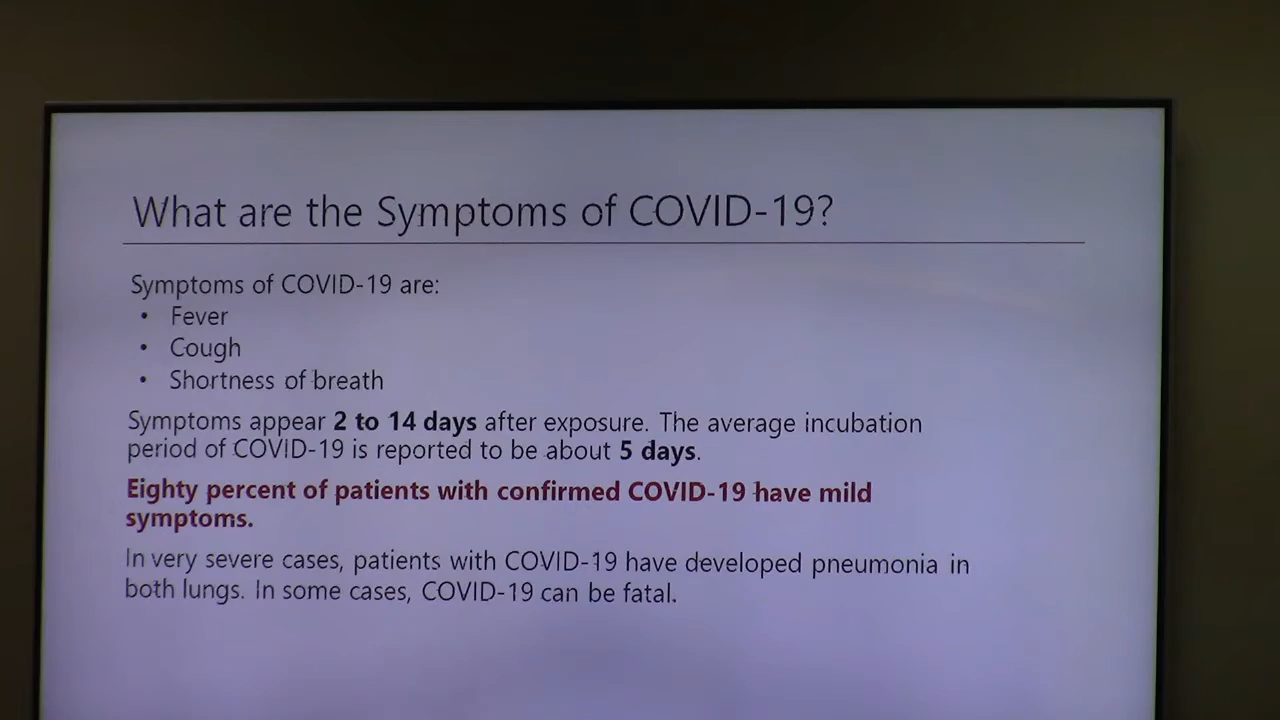 What are the Symptoms of COVID-19?
Symptoms of COVID-19 are:
• Fever
• Cough
• Shortness of breath
Symptoms appear 2 to 14 days after exposure. The average incubation
period of COVID-19 is reported to be about 5 days.
Eighty percent of patients with confirmed COVID-19 have mild
symptoms.
In very severe cases, patients with COVID-19 have developed pneumonia in
both lungs. In some cases, COVID-19 can be fatal.